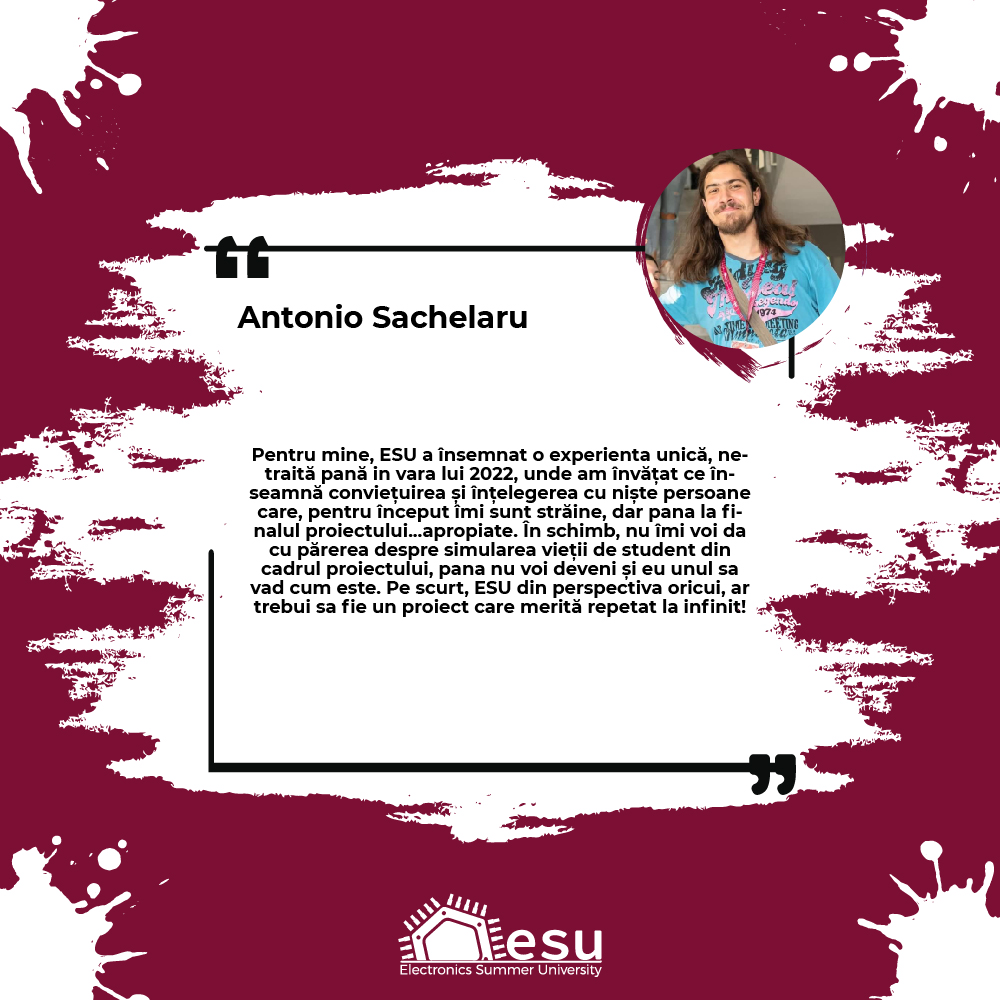 Antonio Sachelaru
Pentru mine, ESU a însemnat o experienta unică, ne-
traită pană in vara lui 2022, unde am învățat ce în-
seamnă conviețuirea și înțelegerea cu niște persoane
care, pentru început îmi sunt străine, dar pana la fi-
nalul proiectului...apropiate. În schimb, nu îmi voi da
cu părerea despre simularea vieții de student din
cadrul proiectului, pana nu voi deveni și eu unul sa
vad cum este. Pe scurt, ESU din perspectiva oricui, ar
trebui sa fie un proiect care merită repetat la infinit!
esu
Electronics Summer University